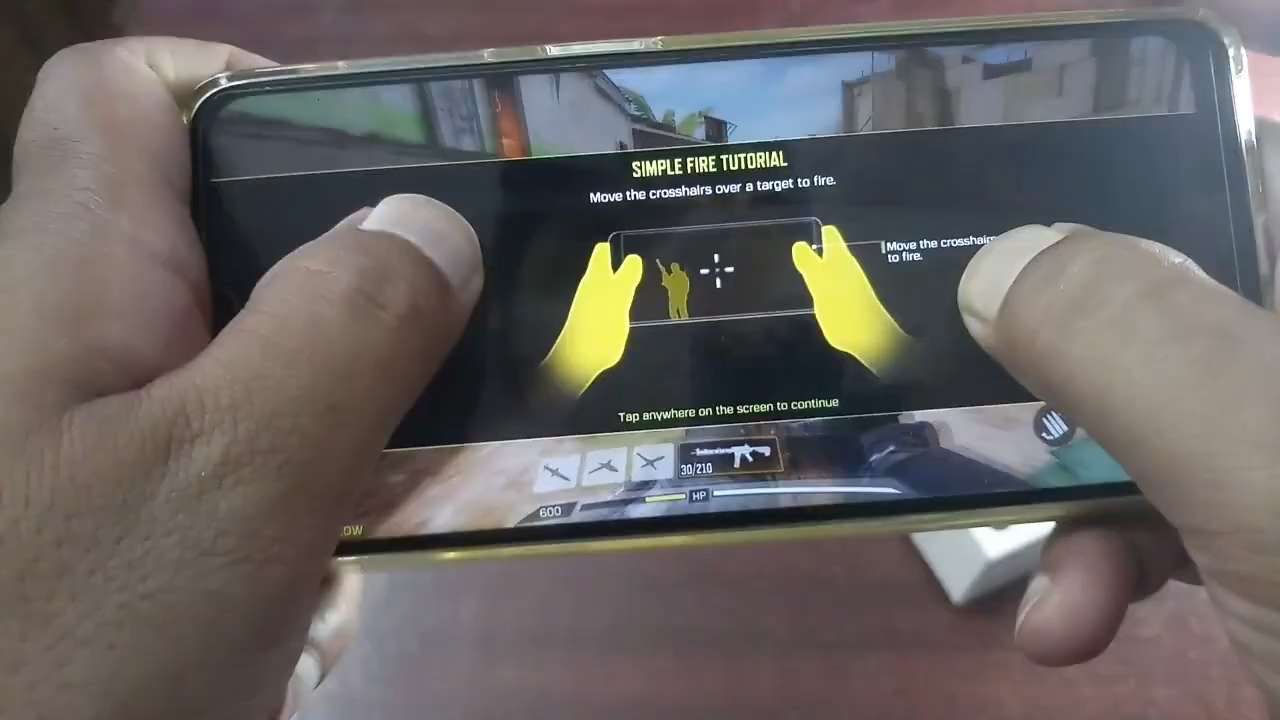 SIMPLE FIRE TUTORIAL
Move the crosshairs over a target to fire.
Move the crosshairs
to fire.
Tap anywhere on the screen to continue
30/210
HP
600
LOW